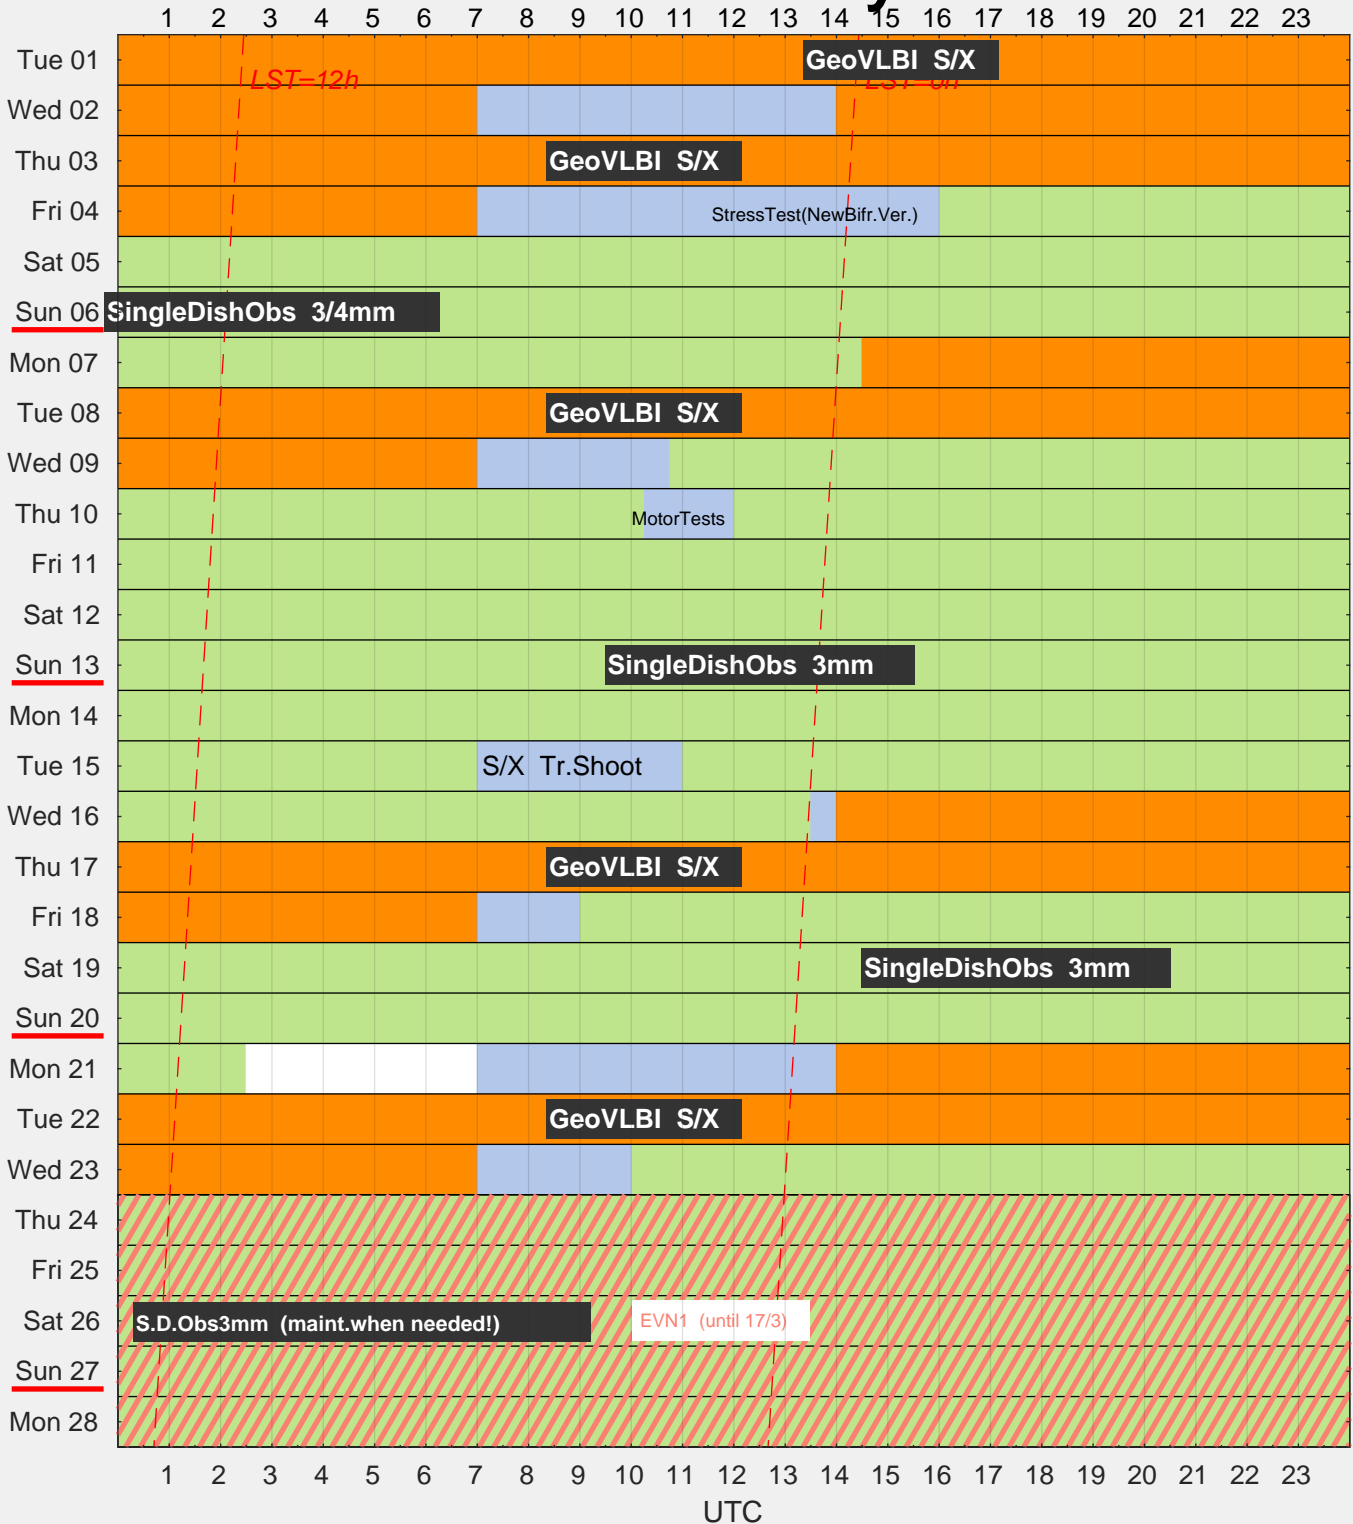 1 2 3 4 5 6 7 8 9 10 11 12 13 14 15 16 17 18 19 20 21 22 23
Tue 01 GeoVLBI S/X
LST=12h LST=0h
Wed 02
Thu 03 GeoVLBI S/X
Fri 04 StressTest(NewBifr.Ver.)
Sat 05
Sun 06 SingleDishObs 3/4mm
Mon 07
Tue 08 GeoVLBI S/X
Wed 09
Thu 10 MotorTests
Fri 11
Sat 12
Sun 13 SingleDishObs 3mm
Mon 14
Tue 15 S/X Tr.Shoot
Wed 16
Thu 17 GeoVLBI S/X
Fri 18
Sat 19 SingleDishObs 3mm
Sun 20
Mon 21
Tue 22 GeoVLBI S/X
Wed 23
Thu 24
Fri 25
Sat 26 S.D.Obs3mm (maint.when needed!) EVN1 (until 17/3)
Sun 27
Mon 28
1 2 3 4 5 6 7 8 9 10 11 12 13 14 15 16 17 18 19 20 21 22 23
UTC